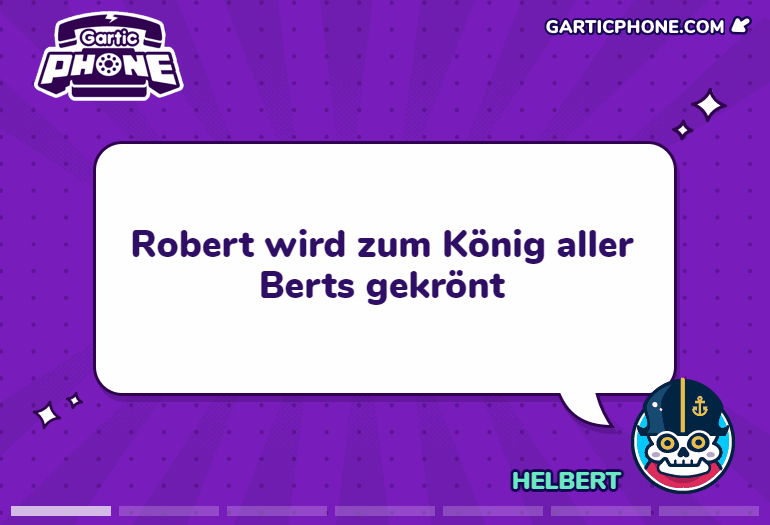 Gartic
PHONE
GARTICPHONE.COM
Robert wird zum König aller
Berts gekrönt
HELBERT